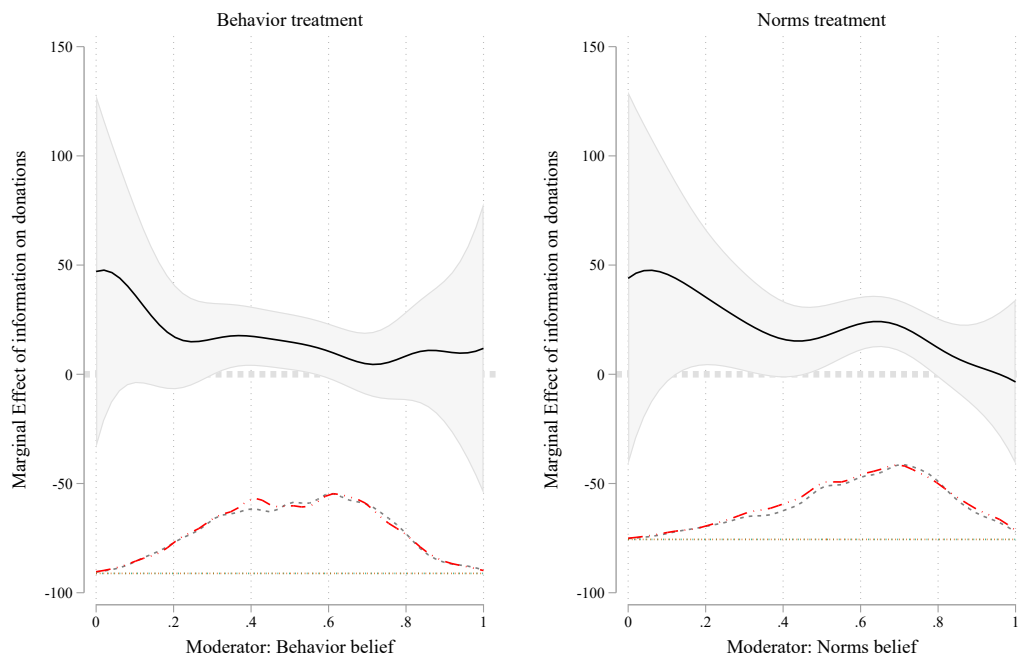 Behavior treatment
Marginal Effect of information on donations
150
100
50
0
-50
-100
0 .2 .4 .6 .8 1
Moderator: Behavior belief
Norms treatment
Marginal Effect of information on donations
150
100
50
0
-50
-100
0 .2 .4 .6 .8 1
Moderator: Norms belief